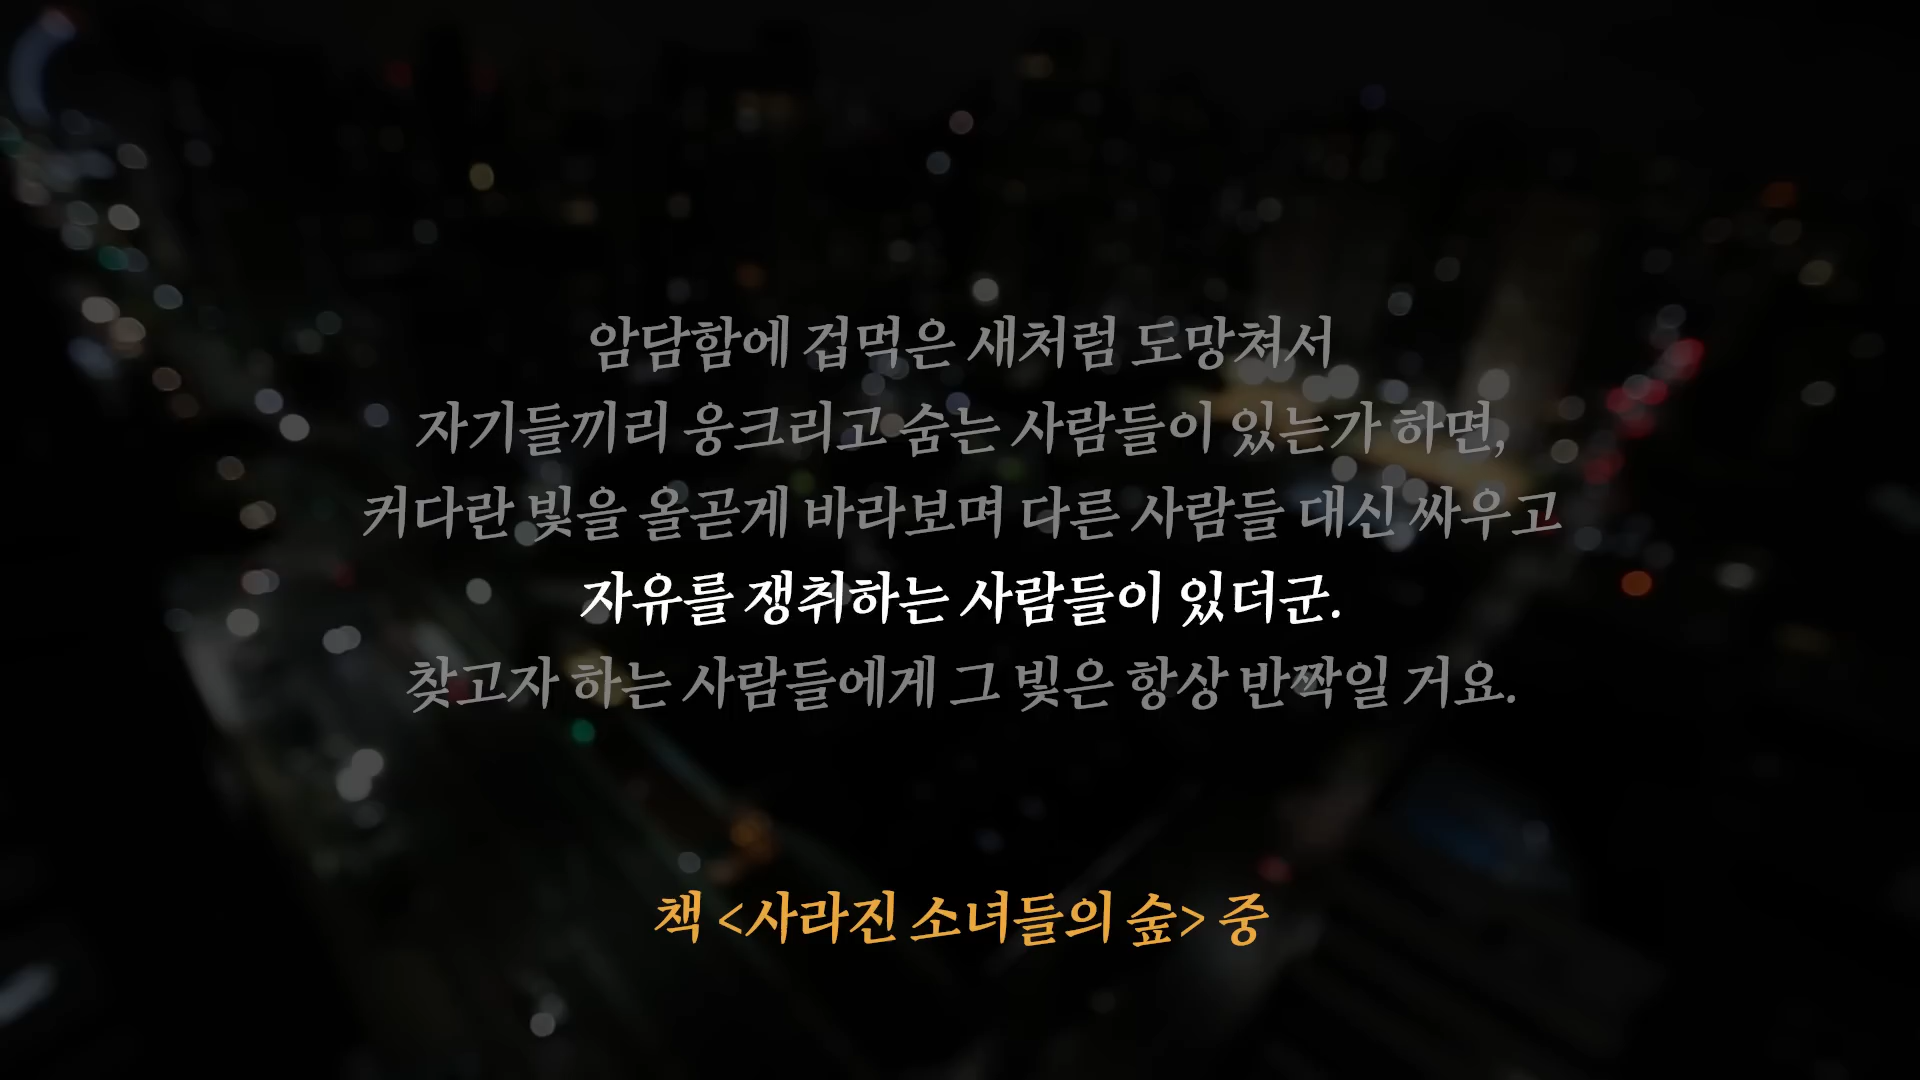 암담함에 겁먹은 새처럼 도망쳐서
자기들끼리 웅크리고 숨는 사람들이 있는가 하면,
커다란 빛을 올곧게 바라보며 다른 사람들 대신 싸우고
자유를 쟁취하는 사람들이 있더군.
찾고자 하는 사람들에게 그 빛은 항상 반짝일 거요.
책 <사라진 소녀들의 숲> 중